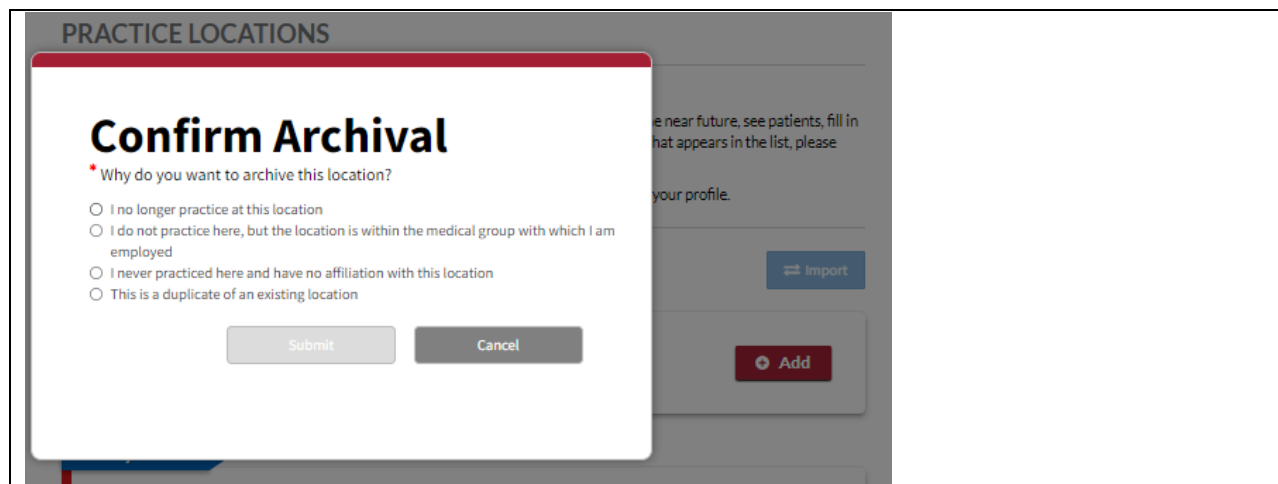 PRACTICE LOCATIONS
Confirm Archival
* Why do you want to archive this location?
I no longer practice at this location
I do not practice here, but the location is within the medical group with which I am
employed
I never practiced here and have no affiliation with this location
This is a duplicate of an existing location
Submit
Cancel
near future, see patients, fill in
hat appears in the list, please
your profile.
Import
Add